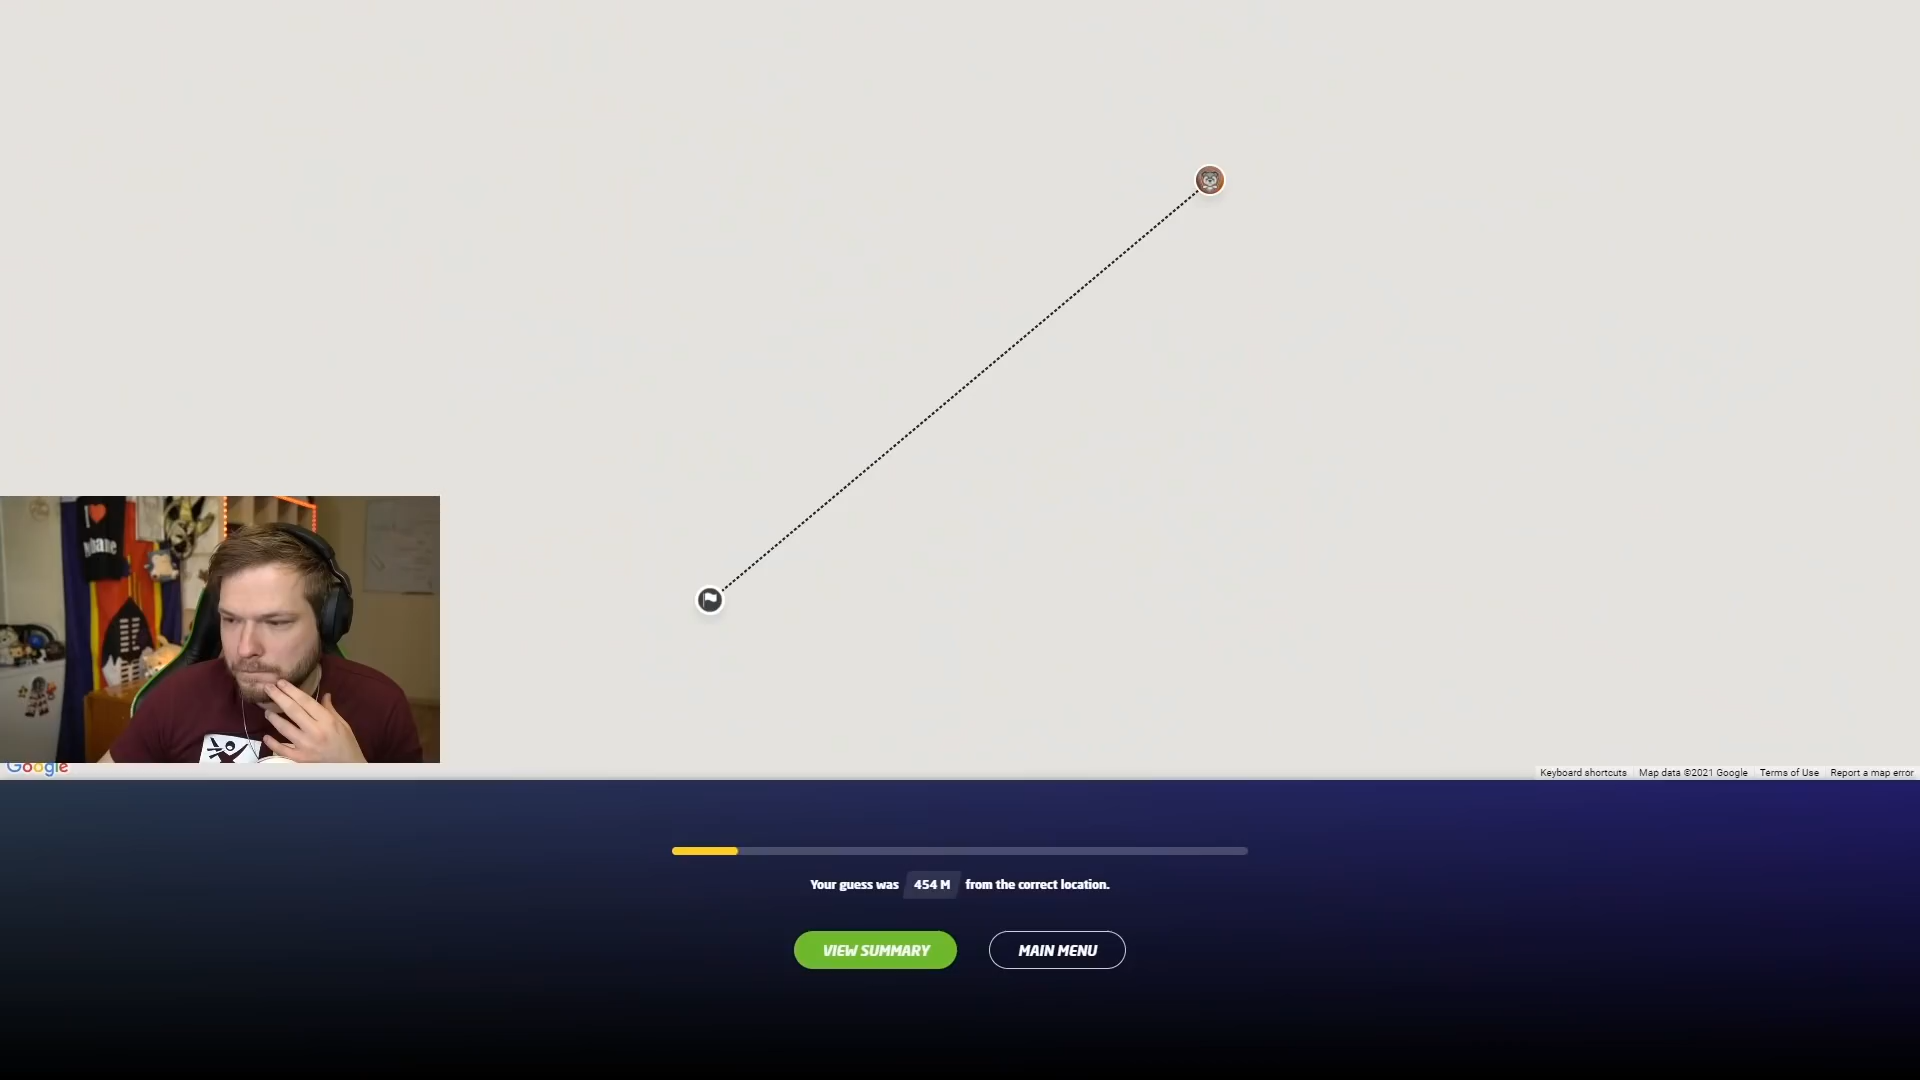 I
Google
Keyboard shortcuts
Map data ©2021 Google
Terms of Use
Report a map error
Your guess was 454 M from the correct location.
VIEW SUMMARY
MAIN MENU